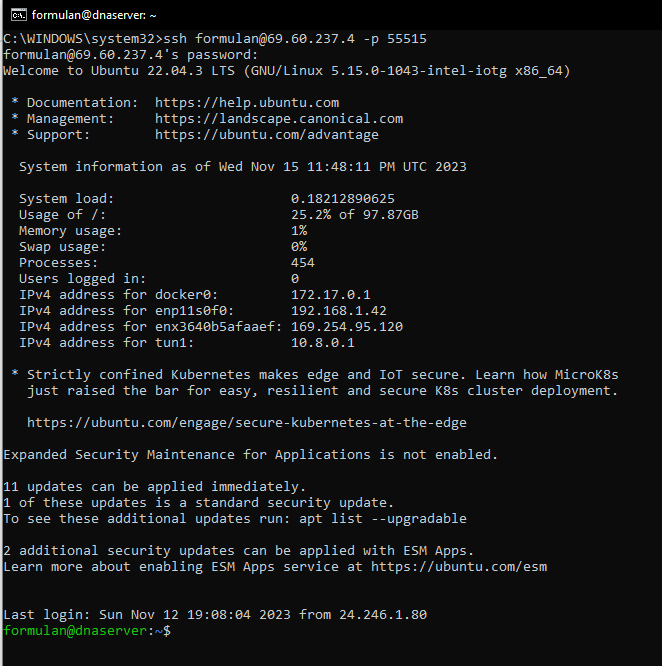 formulan@dnaserver: ~
C:\WINDOWS\system32>ssh formulan@69.60.237.4 -p 55515
formulan@69.60.237.4's password:
Welcome to Ubuntu 22.04.3 LTS (GNU/Linux 5.15.0-1043-intel-iotg x86_64)

 * Documentation:  https://help.ubuntu.com
 * Management:     https://landscape.canonical.com
 * Support:        https://ubuntu.com/advantage

  System information as of Wed Nov 15 11:48:11 PM UTC 2023

  System load:                      0.18212890625
  Usage of /:                       25.2% of 97.87GB
  Memory usage:                     1%
  Swap usage:                       0%
  Processes:                        454
  Users logged in:                  0
  IPv4 address for docker0:         172.17.0.1
  IPv4 address for enp11s0f0:       192.168.1.42
  IPv4 address for enx3640b5afaaef: 169.254.95.120
  IPv4 address for tun1:            10.8.0.1

 * Strictly confined Kubernetes makes edge and IoT secure. Learn how MicroK8s
   just raised the bar for easy, resilient and secure K8s cluster deployment.

   https://ubuntu.com/engage/secure-kubernetes-at-the-edge

Expanded Security Maintenance for Applications is not enabled.

11 updates can be applied immediately.
1 of these updates is a standard security update.
To see these additional updates run: apt list --upgradable

2 additional security updates can be applied with ESM Apps.
Learn more about enabling ESM Apps service at https://ubuntu.com/esm


Last login: Sun Nov 12 19:08:04 2023 from 24.246.1.80
formulan@dnaserver:~$